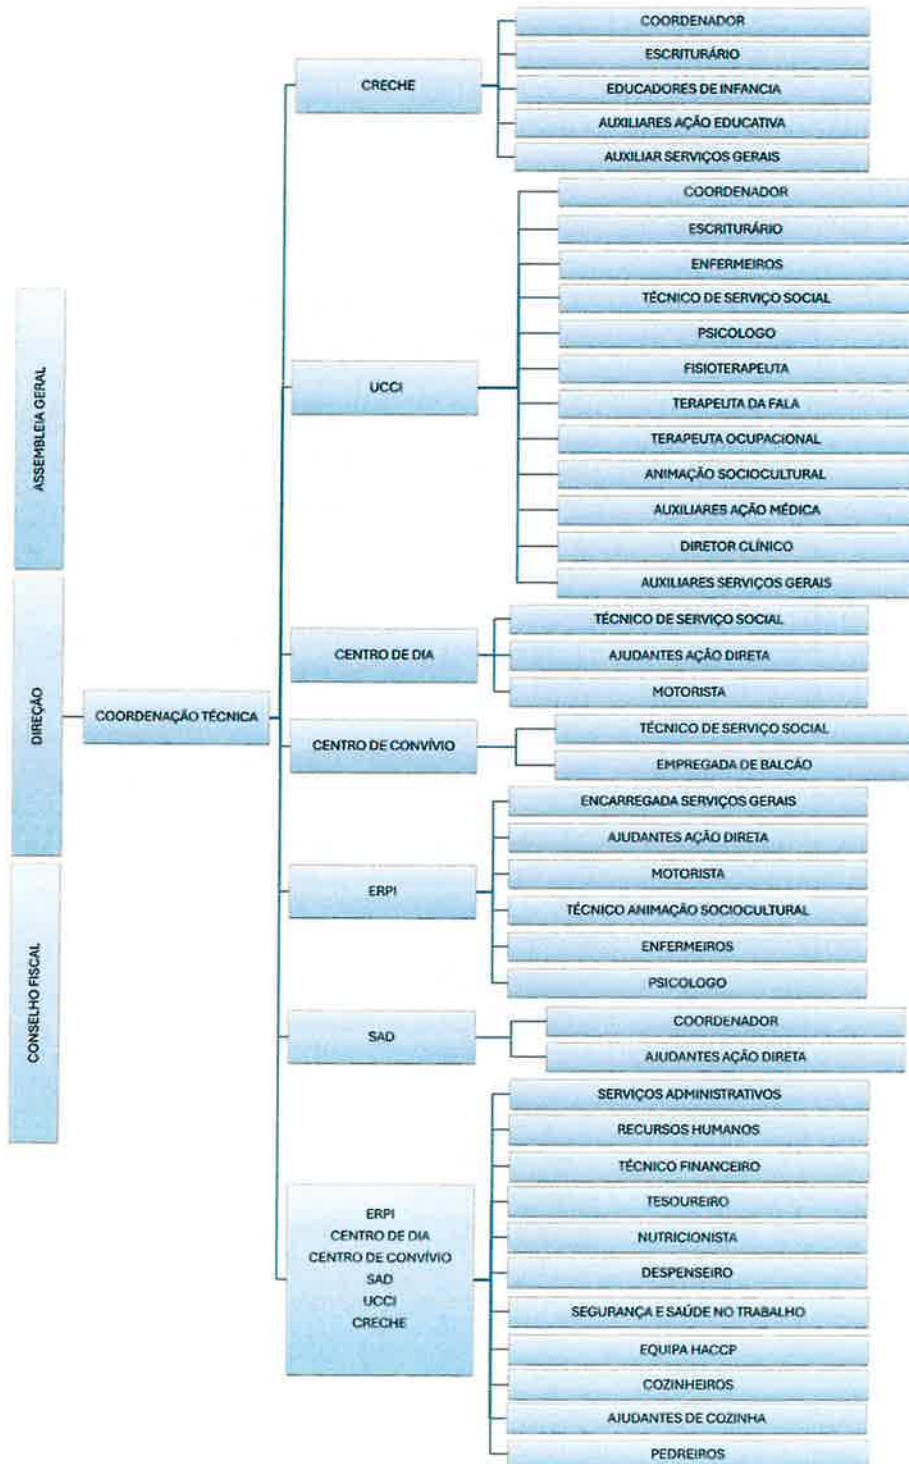 ASSEMBLEIA GERAL
DIREÇÃO
CONSELHO FISCAL
COORDENAÇÃO TÉCNICA
CRECHE
COORDENADOR
ESCRITURÁRIO
EDUCADORES DE INFANCIA
AUXILIARES AÇÃO EDUCATIVA
AUXILIAR SERVIÇOS GERAIS
UCCI
COORDENADOR
ESCRITURÁRIO
ENFERMEIROS
TÉCNICO DE SERVIÇO SOCIAL
PSICOLOGO
FISIOTERAPEUTA
TERAPEUTA DA FALA
TERAPEUTA OCUPACIONAL
ANIMAÇÃO SOCIOCULTURAL
AUXILIARES AÇÃO MÉDICA
DIRETOR CLÍNICO
AUXILIARES SERVIÇOS GERAIS
CENTRO DE DIA
TÉCNICO DE SERVIÇO SOCIAL
AJUDANTES AÇÃO DIRETA
MOTORISTA
CENTRO DE CONVÍVIO
TÉCNICO DE SERVIÇO SOCIAL
EMPREGADA DE BALCÃO
ERPI
ENCARREGADA SERVIÇOS GERAIS
AJUDANTES AÇÃO DIRETA
MOTORISTA
TÉCNICO ANIMAÇÃO SOCIOCULTURAL
ENFERMEIROS
PSICOLOGO
SAD
COORDENADOR
AJUDANTES AÇÃO DIRETA
ERPI
CENTRO DE DIA
CENTRO DE CONVÍVIO
SAD
UCCI
CRECHE
SERVIÇOS ADMINISTRATIVOS
RECURSOS HUMANOS
TÉCNICO FINANCEIRO
TESOUREIRO
NUTRICIONISTA
DESPENSEIRO
SEGURANÇA E SAÚDE NO TRABALHO
EQUIPA HACCP
COZINHEIROS
AJUDANTES DE COZINHA
PEDREIROS